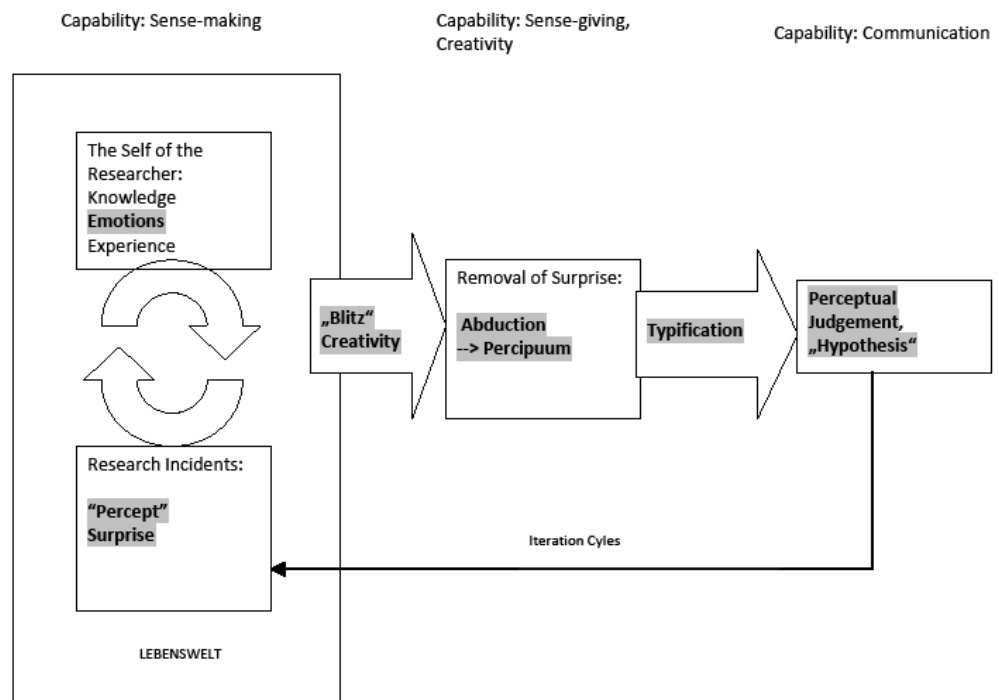 Capability: Sense-making
Capability: Sense-giving,
Creativity
Capability: Communication
The Self of the
Researcher:
Knowledge
Emotions
Experience
„Blitz“
Creativity
Removal of Surprise:
Abduction
--> Percipuum
Typification
Perceptual
Judgement,
„Hypothesis“
Research Incidents:
“Percept”
Surprise
Iteration Cyles
LEBENSWELT